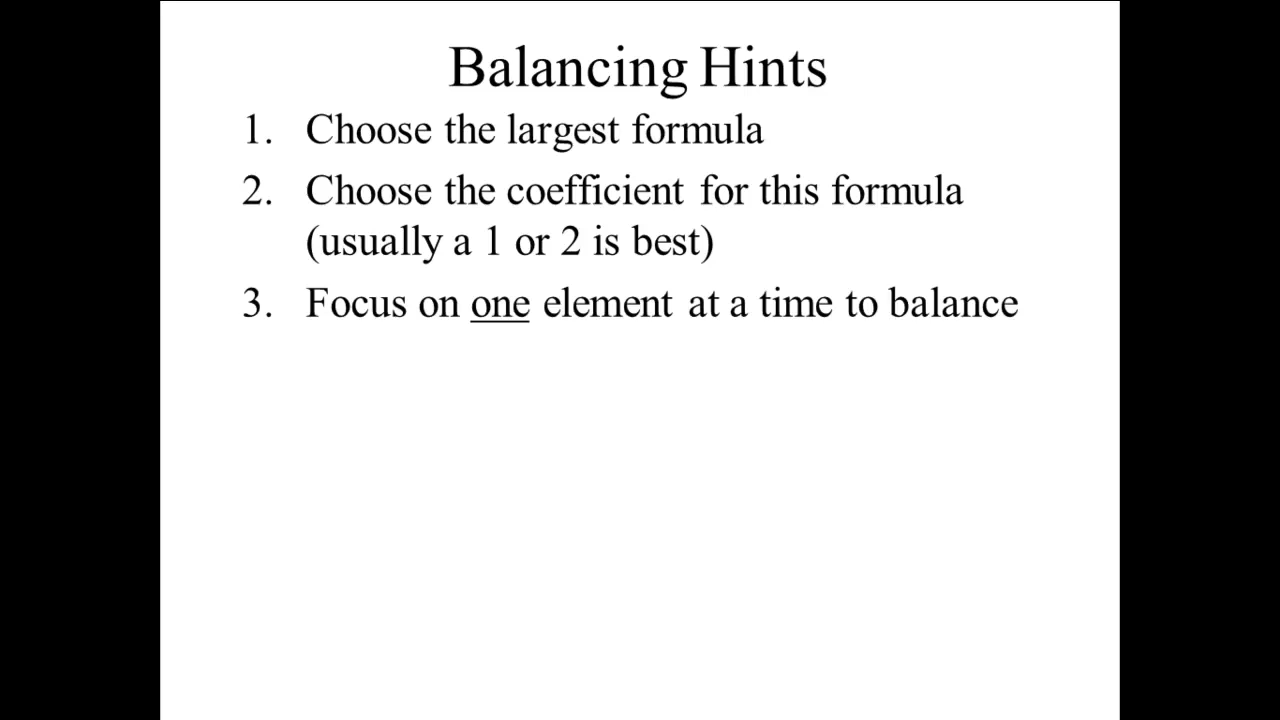 Balancing Hints
1. Choose the largest formula
2. Choose the coefficient for this formula
(usually a 1 or 2 is best)
3. Focus on one element at a time to balance